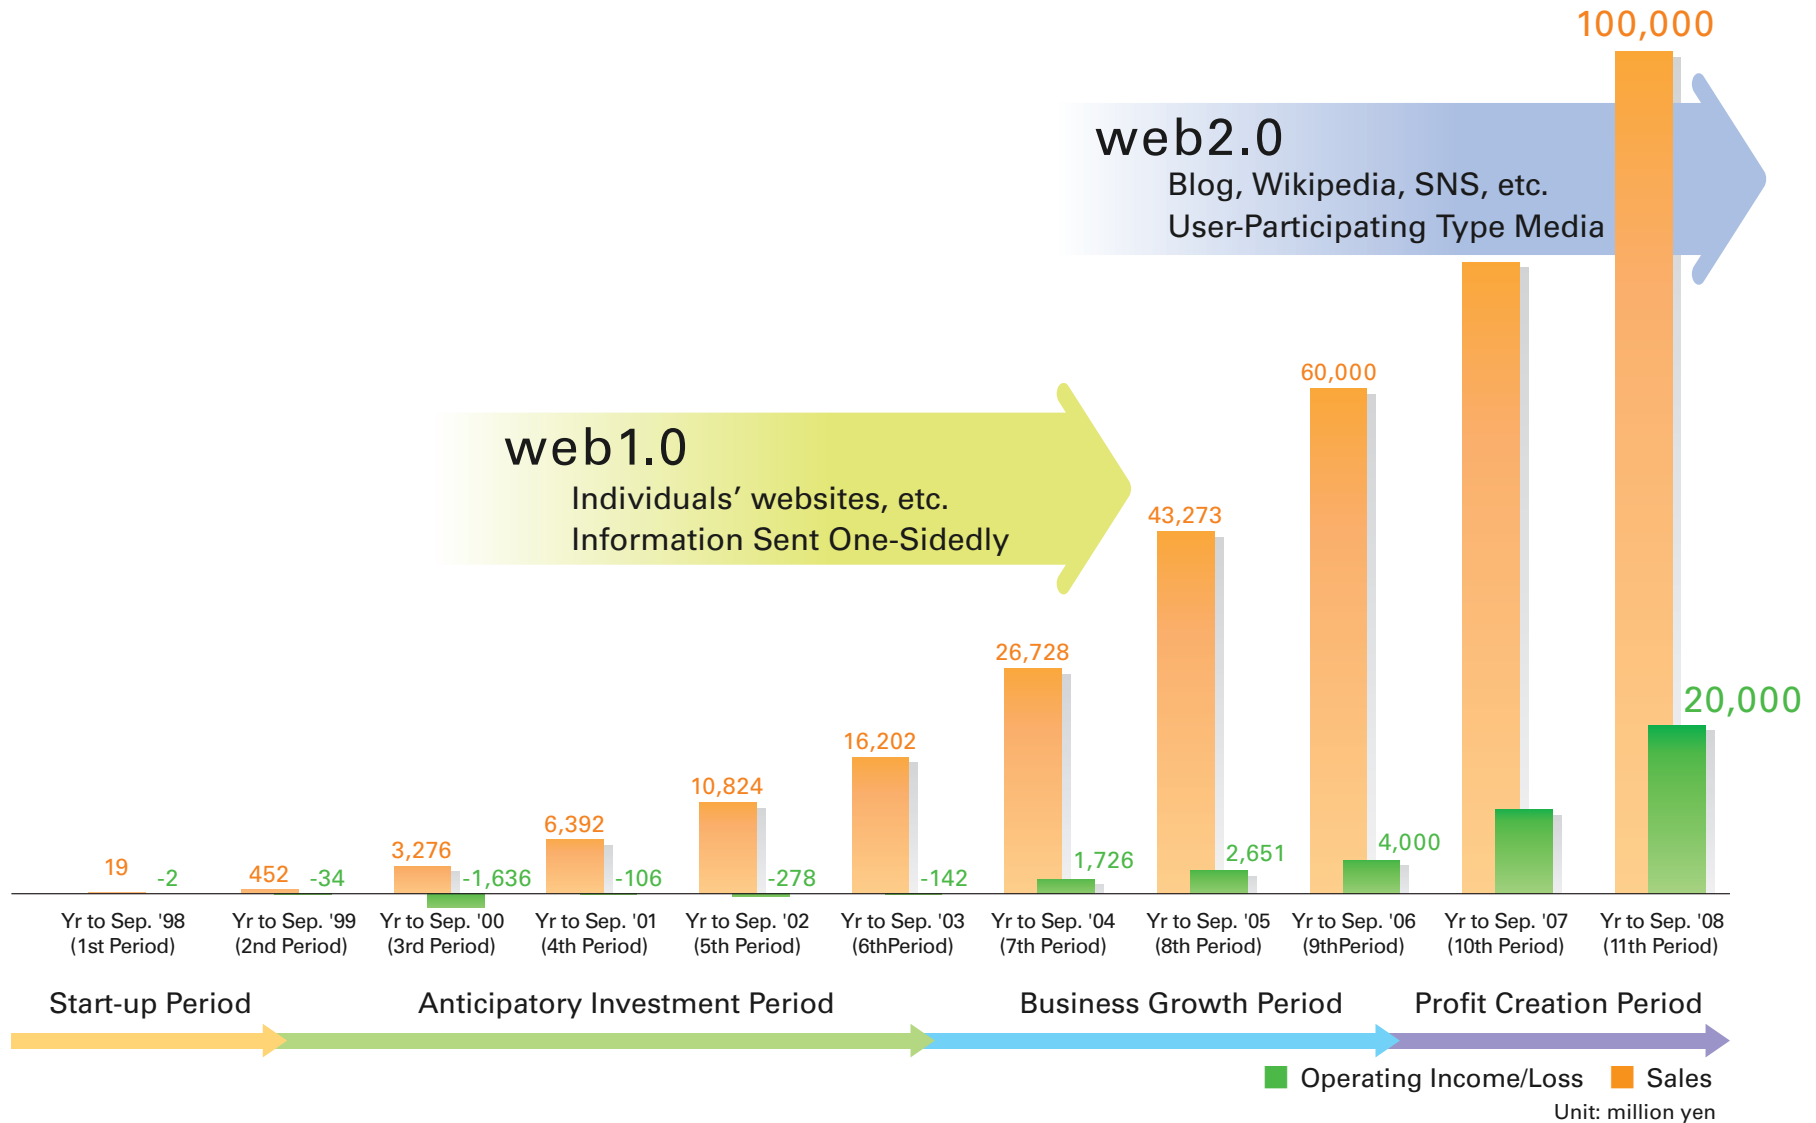 100,000
web2.0
Blog, Wikipedia, SNS, etc.
User-Participating Type Media
60,000
web1.0
Individuals’ websites, etc.
Information Sent One-Sidedly
43,273
26,728
20,000
16,202
10,824
6,392
3,276
19
452
-2
-34
-1,636
-106
-278
-142
1,726
2,651
4,000
Yr to Sep. '98
(1st Period)
Yr to Sep. '99
(2nd Period)
Yr to Sep. '00
(3rd Period)
Yr to Sep. '01
(4th Period)
Yr to Sep. '02
(5th Period)
Yr to Sep. '03
(6thPeriod)
Yr to Sep. '04
(7th Period)
Yr to Sep. '05
(8th Period)
Yr to Sep. '06
(9thPeriod)
Yr to Sep. '07
(10th Period)
Yr to Sep. '08
(11th Period)
Start-up Period
Anticipatory Investment Period
Business Growth Period
Profit Creation Period
Operating Income/Loss
Sales
Unit: million yen